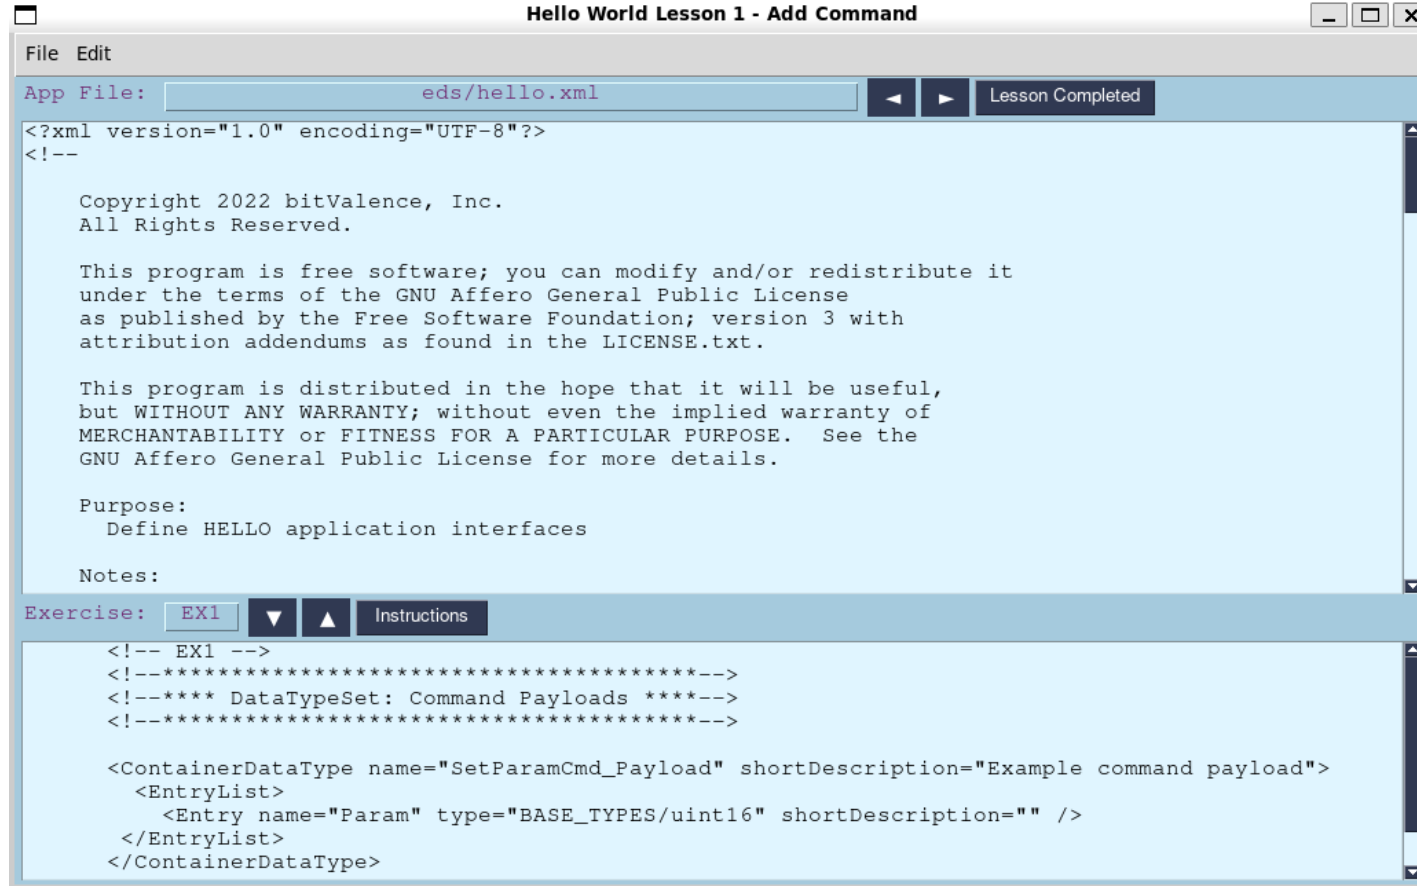 Hello World Lesson 1 - Add Command
File Edit
App File: eds/hello.xml ◄ ► Lesson Completed
<?xml version="1.0" encoding="UTF-8"?>
<!--
Copyright 2022 bitValence, Inc.
All Rights Reserved.
This program is free software; you can modify and/or redistribute it
under the terms of the GNU Affero General Public License
as published by the Free Software Foundation; version 3 with
attribution addendums as found in the LICENSE.txt.
This program is distributed in the hope that it will be useful,
but WITHOUT ANY WARRANTY; without even the implied warranty of
MERCHANTABILITY or FITNESS FOR A PARTICULAR PURPOSE.  See the
GNU Affero General Public License for more details.
Purpose:
Define HELLO application interfaces
Notes:
Exercise: EX1 ▼ ▲ Instructions
<!-- EX1 -->
<!--***************************************-->
<!--**** DataTypeSet: Command Payloads ****-->
<!--***************************************-->
<ContainerDataType name="SetParamCmd_Payload" shortDescription="Example command payload">
<EntryList>
<Entry name="Param" type="BASE_TYPES/uint16" shortDescription="" />
</EntryList>
</ContainerDataType>